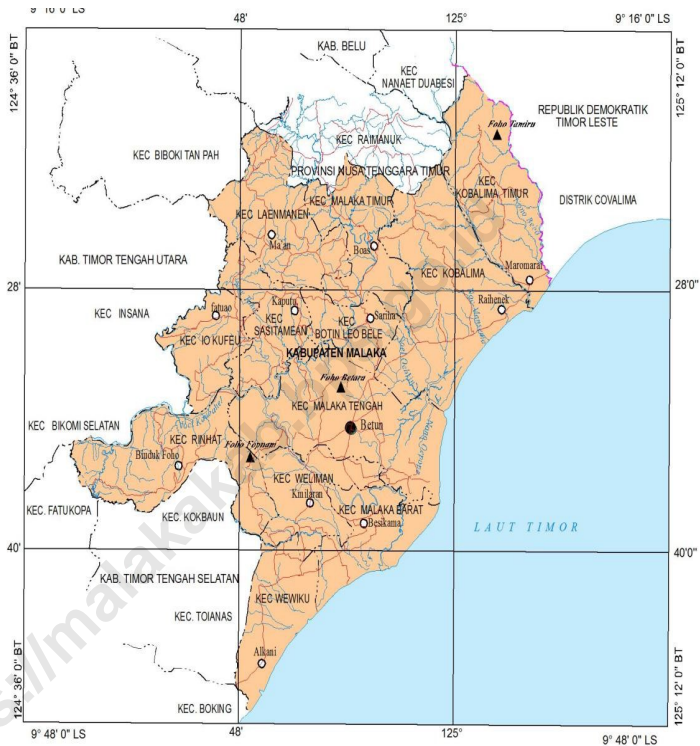 9° 16' 0" LS
48'
125°
9° 16' 0" LS
124° 36' 0" BT
125° 12' 0" BT
KAB. BELU
KEC
NANAET DUABESI
REPUBLIK DEMOKRATIK
TIMOR LESTE
Foho Tamiru
KEC RAIMANUK
KEC BIBOKI TAN PAH
PROVINSI NUSA TENGGARA TIMUR
KEC
KOBALIMA TIMUR
DISTRIK COVALIMA
KEC MALAKA TIMUR
KEC LAENMANEN
Ma'an
Boas
KAB. TIMOR TENGAH UTARA
KEC KOBALIMA
Maromarai
28'
28'0"
KEC INSANA
fatuao
Kaputu
KEC
SASITAMEAN
Sarina
KEC
BOTIN LEO BELE
Raihenek
KEC IO KUFEU
KABUPATEN MALAKA
Foho Retara
KEC MALAKA TENGAH
KEC BIKOMI SELATAN
KEC RINHAT
Betun
Biuduk Foho
Foho Fopnam
KEC WELIMAN
Kmilaran
KEC MALAKA BARAT
Besikama
KEC. FATUKOPA
KEC. KOKBAUN
LAUT TIMOR
40'
40'0"
KAB. TIMOR TENGAH SELATAN
KEC WEWIKU
KEC. TOIANAS
Alkani
KEC. BOKING
124° 36' 0" BT
125° 12' 0" BT
9° 48' 0" LS
48'
125°
9° 48' 0" LS